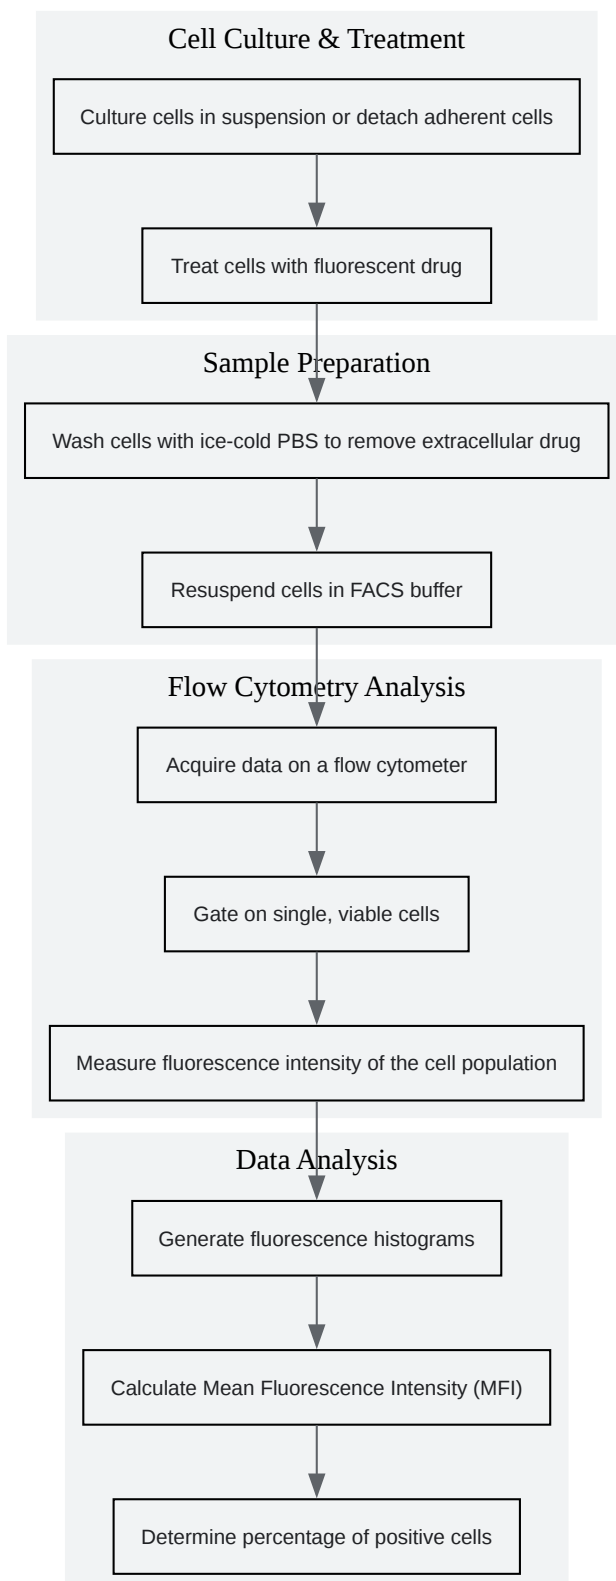 Cell Culture & Treatment
Culture cells in suspension or detach adherent cells
Treat cells with fluorescent drug
Sample Preparation
Wash cells with ice-cold PBS to remove extracellular drug
Resuspend cells in FACS buffer
Flow Cytometry Analysis
Acquire data on a flow cytometer
Gate on single, viable cells
Measure fluorescence intensity of the cell population
Data Analysis
Generate fluorescence histograms
Calculate Mean Fluorescence Intensity (MFI)
Determine percentage of positive cells